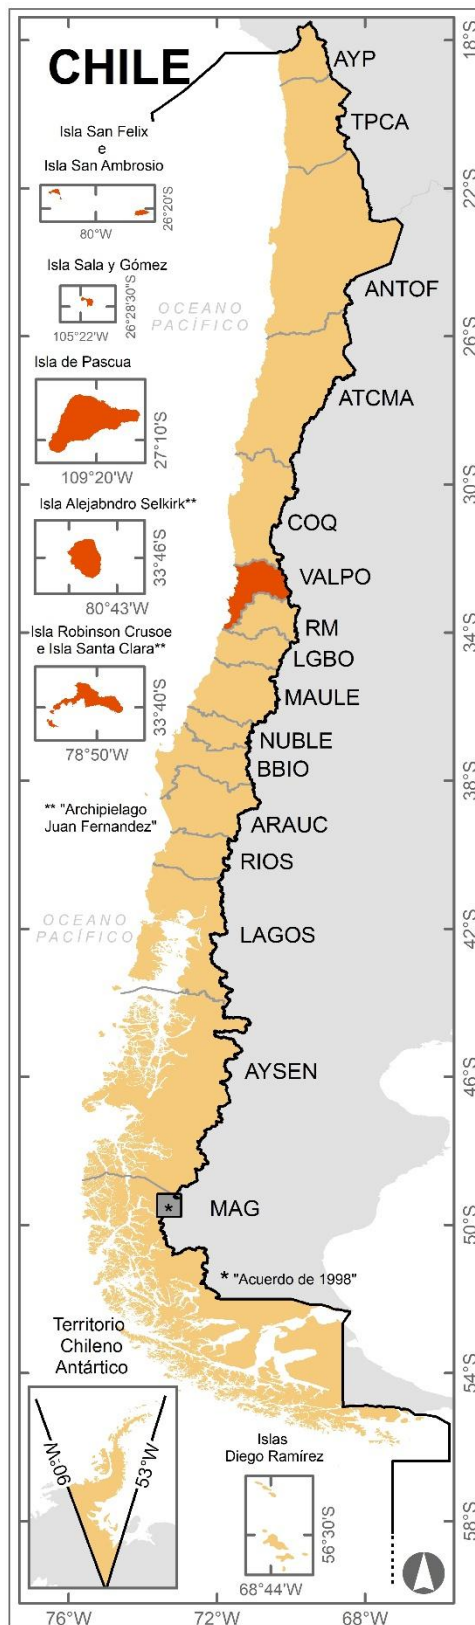 CHILE
Isla San Felix
e
Isla San Ambrosio
80°W
26°20'S
Isla Sala y Gómez
105°22'W
26°28'30"S
Isla de Pascua
109°20'W
27°10'S
Isla Alejabndro Selkirk**
80°43'W
33°46'S
Isla Robinson Crusoe
e Isla Santa Clara**
78°50'W
33°40'S
** "Archipielago
Juan Fernandez"
OCEANO
PACÍFICO
OCEANO
PACÍFICO
AYP
TPCA
ANTOF
ATCMA
COQ
VALPO
RM
LGBO
MAULE
NUBLE
BBIO
ARAUC
RIOS
LAGOS
AYSEN
MAG
*
* "Acuerdo de 1998"
Territorio
Chileno
Antártico
90°W
53°W
Islas
Diego Ramírez
68°44'W
56°30'S
18°S
22°S
26°S
30°S
34°S
38°S
42°S
46°S
50°S
54°S
58°S
76°W
72°W
68°W